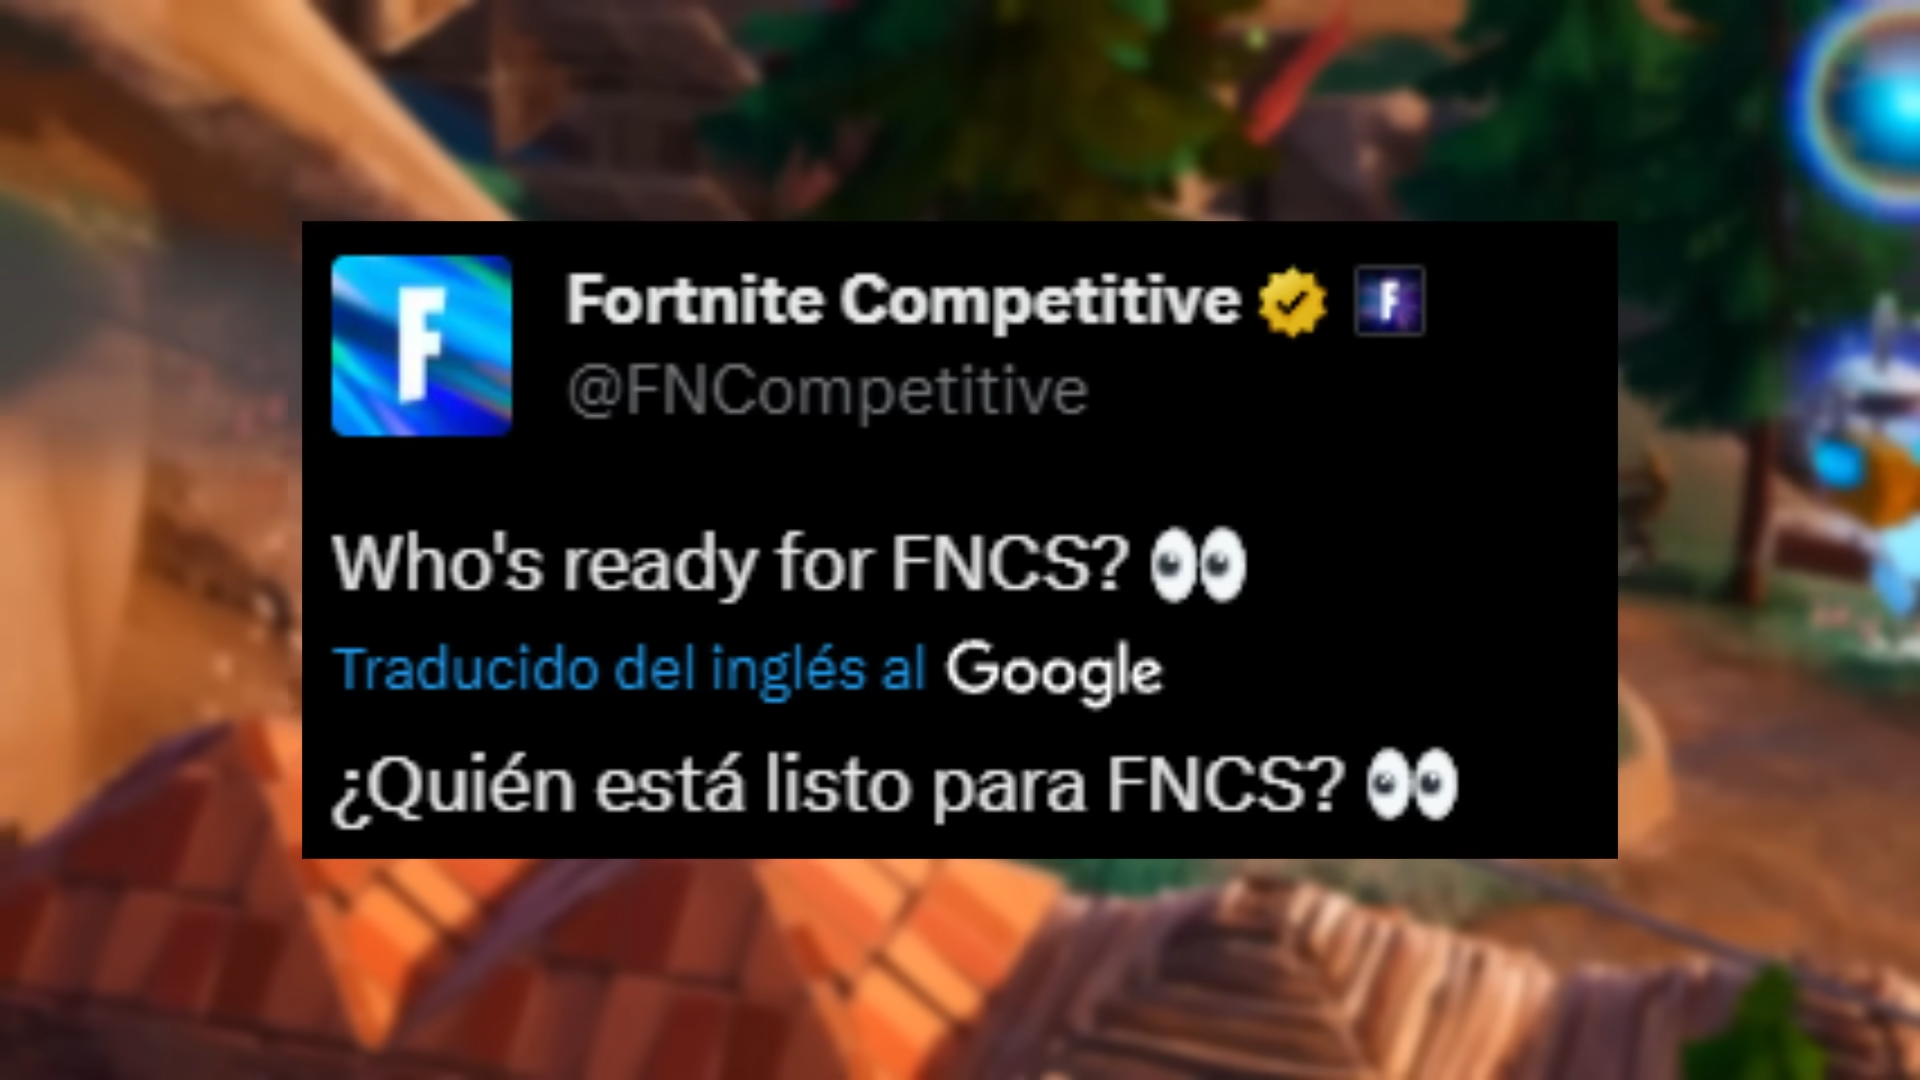 Fortnite Competitive
@FNCompetitive
Who's ready for FNCS? 👀
Traducido del inglés al Google
¿Quién está listo para FNCS? 👀